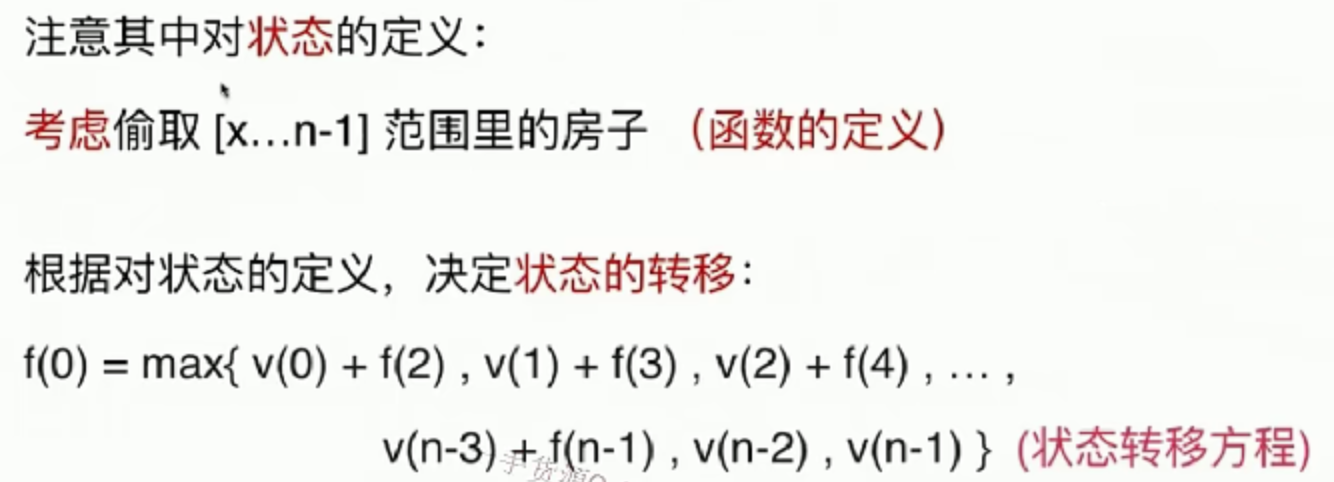 注意其中对状态的定义：
考虑偷取 [x...n-1] 范围里的房子 （函数的定义）
根据对状态的定义，决定状态的转移：
f(0) = max{ v(0) + f(2) , v(1) + f(3) , v(2) + f(4) , ... ,
v(n-3) + f(n-1) , v(n-2) , v(n-1) } (状态转移方程)